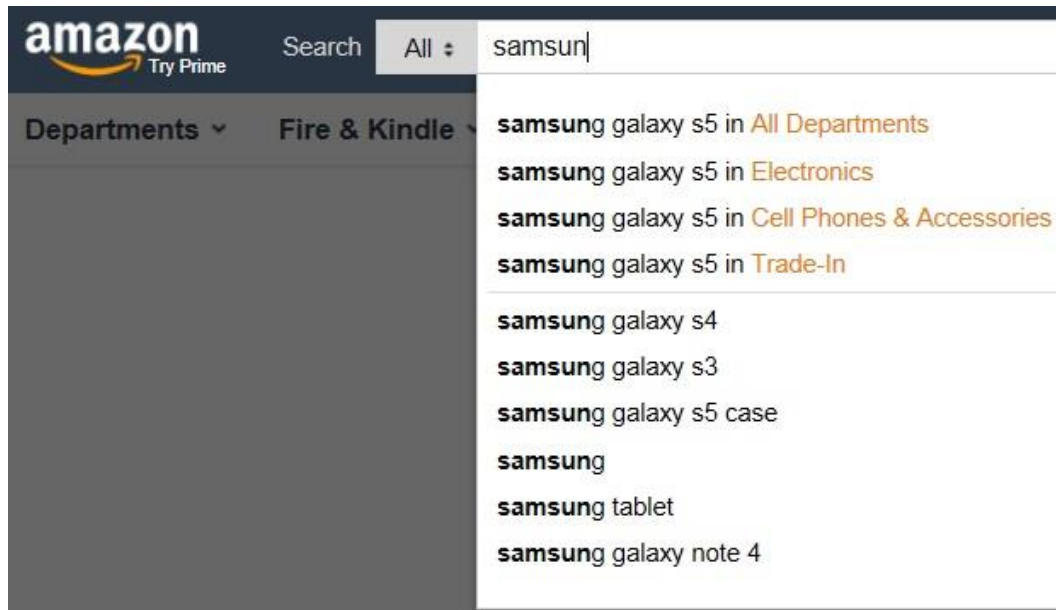 amazon
Try Prime
Search All samsun
Departments Fire & Kindle
samsung galaxy s5 in All Departments
samsung galaxy s5 in Electronics
samsung galaxy s5 in Cell Phones & Accessories
samsung galaxy s5 in Trade-In
samsung galaxy s4
samsung galaxy s3
samsung galaxy s5 case
samsung
samsung tablet
samsung galaxy note 4